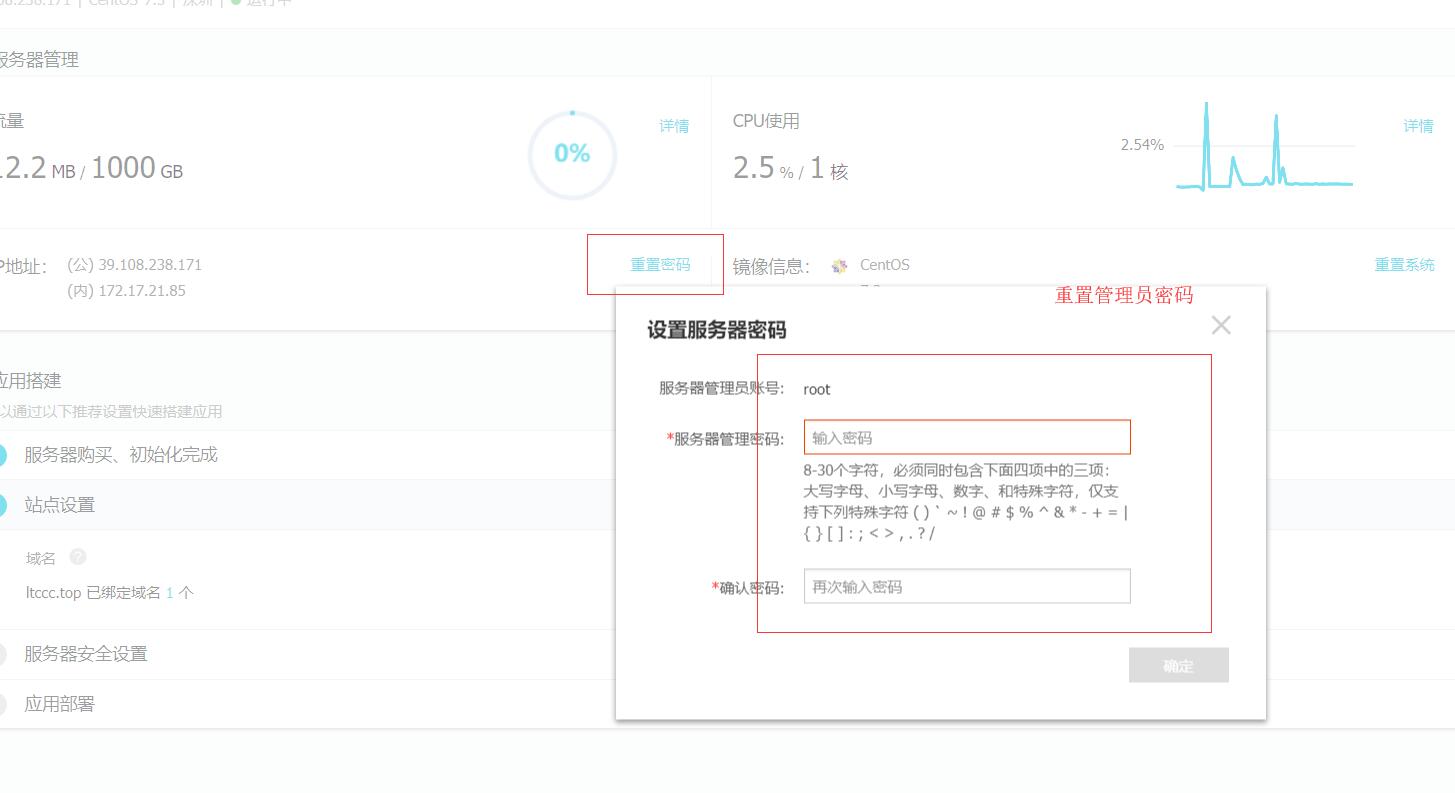 08.238.171 | CentOS 7.3 | 深圳 | 运行中
服务器管理
流量
详情
0%
2.2 MB / 1000 GB
CPU使用
详情
2.54%
2.5 % / 1 核
P地址：
(公) 39.108.238.171
重置密码
(内) 172.17.21.85
镜像信息：
CentOS
重置系统
重置管理员密码
设置服务器密码
服务器管理员账号：
root
*服务器管理密码：
输入密码
8-30个字符，必须同时包含下面四项中的三项：
大写字母、小写字母、数字、和特殊字符，仅支
持下列特殊字符 ( ) ` ~ ! @ # $ % ^ & * - + = |
{ } [ ] : ; < > , . ? /
*确认密码：
再次输入密码
确定
应用搭建
以通过以下推荐设置快速搭建应用
服务器购买、初始化完成
站点设置
域名 ?
ltccc.top 已绑定域名 1 个
服务器安全设置
应用部署